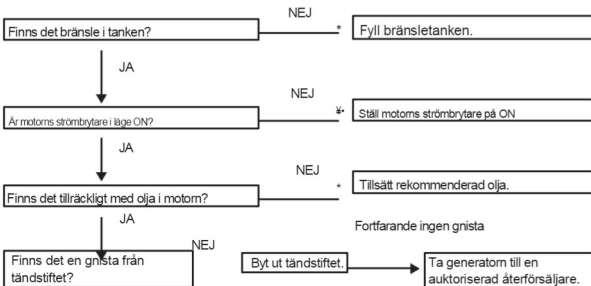 NEJ
Finns det bränsle i tanken?
* Fyll bränsletanken.
JA
NEJ
Är motorns strömbrytare i läge ON?
¥• Ställ motorns strömbrytare på ON
JA
NEJ
Finns det tillräckligt med olja i motorn?
* Tillsätt rekommenderad olja.
JA
Fortfarande ingen gnista
NEJ
Finns det en gnista från
tändstiftet?
Byt ut tändstiftet.
Ta generatorn till en
auktoriserad återförsäljare.